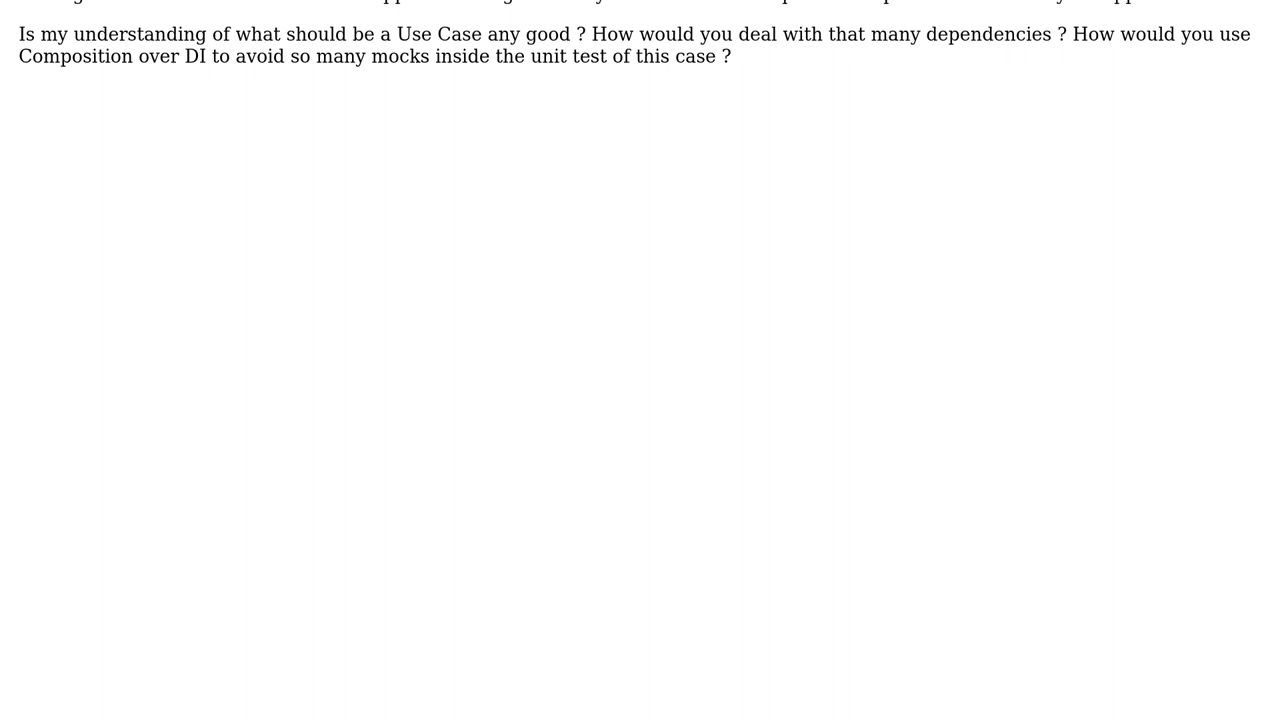 Is my understanding of what should be a Use Case any good ? How would you deal with that many dependencies ? How would you use
Composition over DI to avoid so many mocks inside the unit test of this case ?